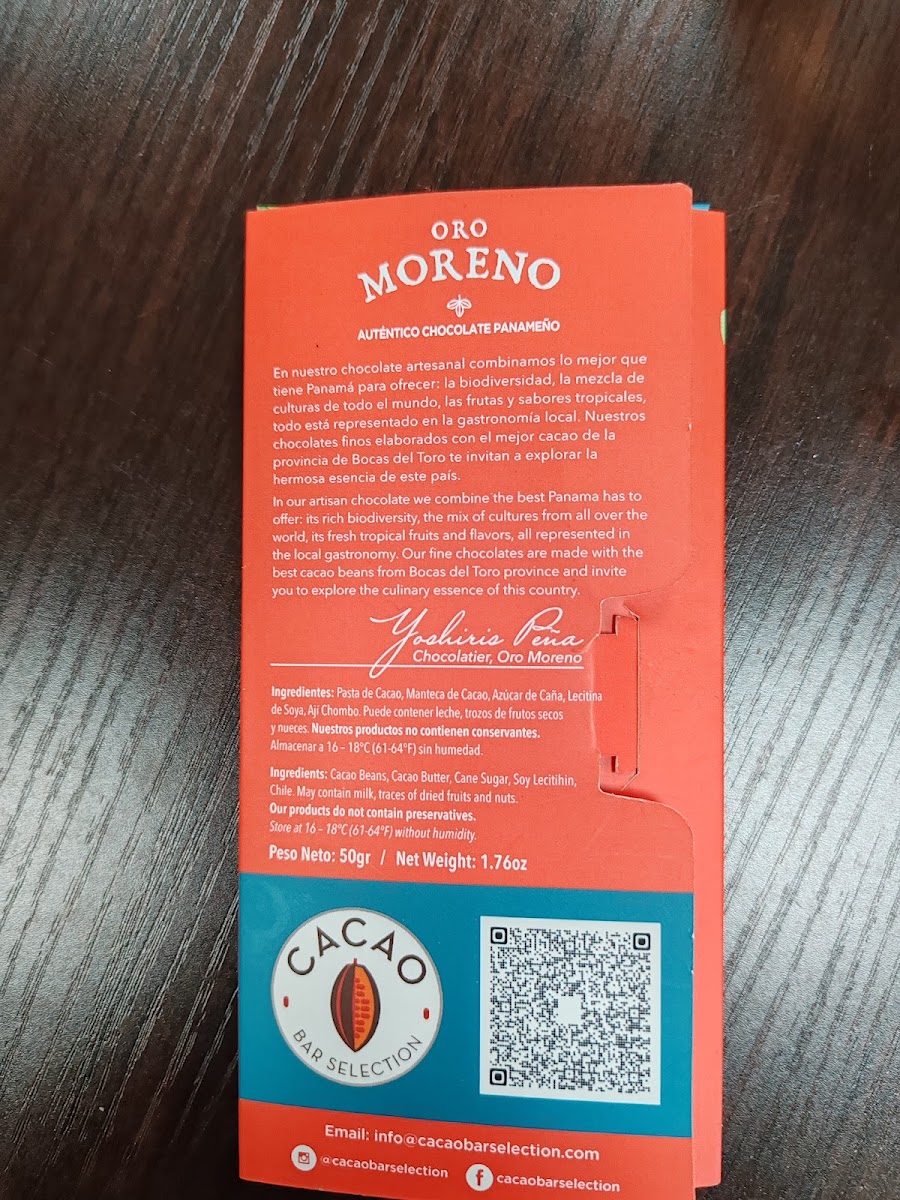 ORO
MORENO
AUTÉNTICO CHOCOLATE PANAMEÑO
En nuestro chocolate artesanal combinamos lo mejor que
tiene Panamá para ofrecer: la biodiversidad, la mezcla de
culturas de todo el mundo, las frutas y sabores tropicales,
todo está representado en la gastronomía local. Nuestros
chocolates finos elaborados con el mejor cacao de la
provincia de Bocas del Toro te invitan a explorar la
hermosa esencia de este país.
In our artisan chocolate we combine the best Panama has to
offer: its rich biodiversity, the mix of cultures from all over the
world, its fresh tropical fruits and flavors, all represented in
the local gastronomy. Our fine chocolates are made with the
best cacao beans from Bocas del Toro province and invite
you to explore the culinary essence of this country.
Yoshiris Peña
Chocolatier, Oro Moreno
Ingredientes: Pasta de Cacao, Manteca de Cacao, Azúcar de Caña, Lecitina
de Soya, Ají Chombo. Puede contener leche, trozos de frutos secos
y nueces. Nuestros productos no contienen conservantes.
Almacenar a 16 – 18°C (61-64°F) sin humedad.
Ingredients: Cacao Beans, Cacao Butter, Cane Sugar, Soy Lecitihin,
Chile. May contain milk, traces of dried fruits and nuts.
Our products do not contain preservatives.
Store at 16 – 18°C (61-64°F) without humidity.
Peso Neto: 50gr / Net Weight: 1.76oz
CACAO
BAR SELECTION
Email: info@cacaobarselection.com
@cacaobarselection
cacaobarselection